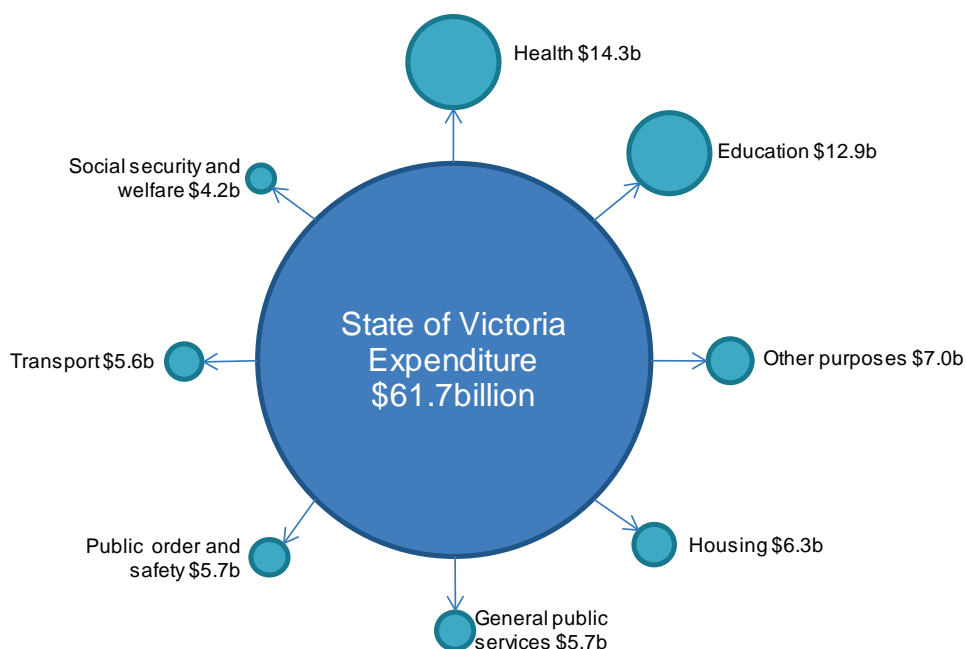 Health $14.3b
Education $12.9b
Social security and
welfare $4.2b
State of Victoria
Expenditure
$61.7billion
Transport $5.6b
Other purposes $7.0b
Public order and
safety $5.7b
Housing $6.3b
General public
services $5.7b